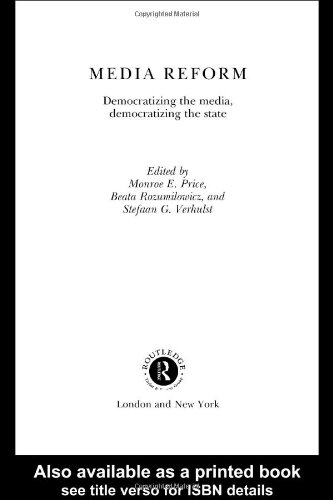 Copyrighted Material
MEDIA REFORM
Democratizing the media,
democratizing the state
Edited by
Monroe E. Price,
Beata Rozumilowicz, and
Stefaan G. Verhulst
ROUTLEDGE
London and New York
Also available as a printed book
see title verso for ISBN details